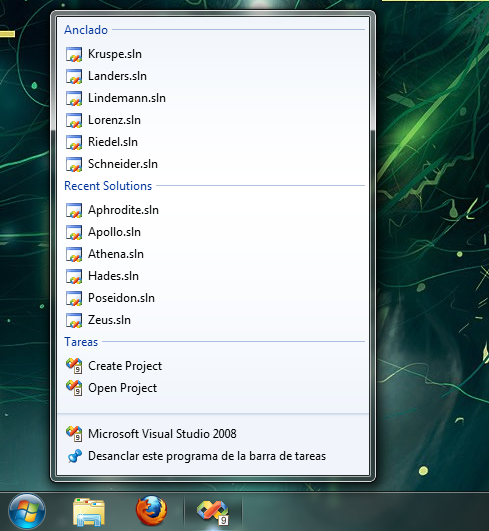 Anclado
Kruspe.sln
Landers.sln
Lindemann.sln
Lorenz.sln
Riedel.sln
Schneider.sln
Recent Solutions
Aphrodite.sln
Apollo.sln
Athena.sln
Hades.sln
Poseidon.sln
Zeus.sln
Tareas
Create Project
Open Project
Microsoft Visual Studio 2008
Desanclar este programa de la barra de tareas
9